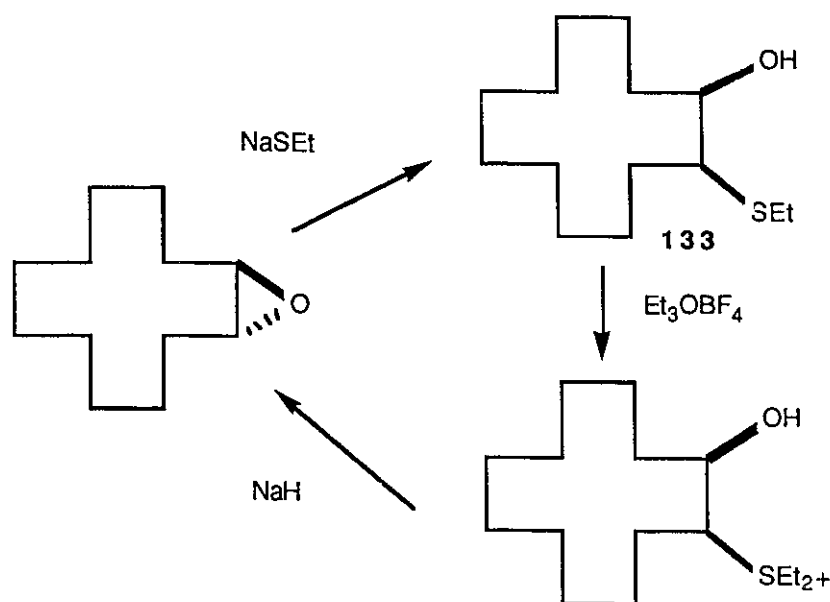 OH
NaSEt
SEt
133
O
Et3OBF4
OH
NaH
SEt2+